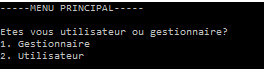 -----MENU PRINCIPAL-----
Etes vous utilisateur ou gestionnaire?
1. Gestionnaire
2. Utilisateur